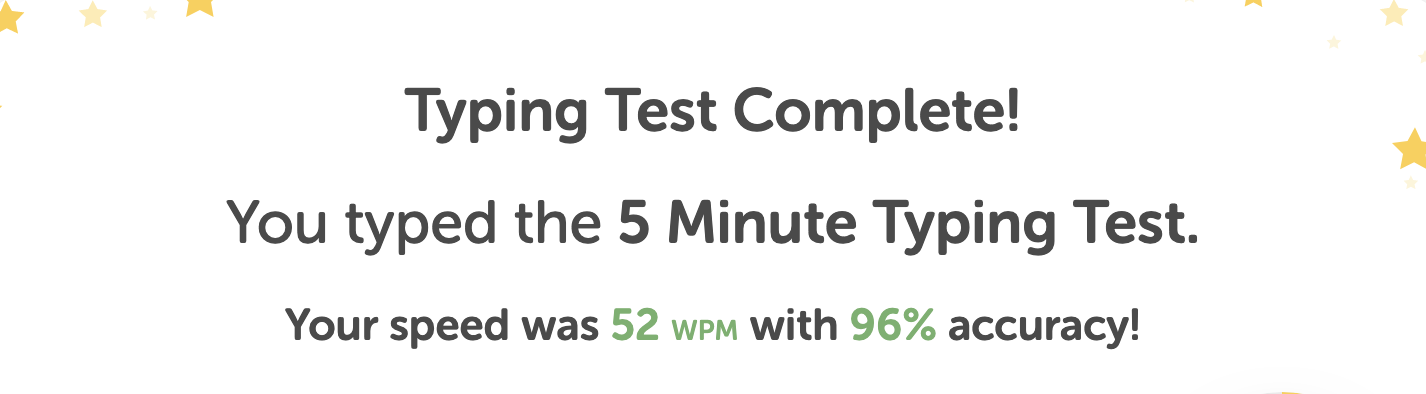 Typing Test Complete!
You typed the 5 Minute Typing Test.
Your speed was 52 WPM with 96% accuracy!